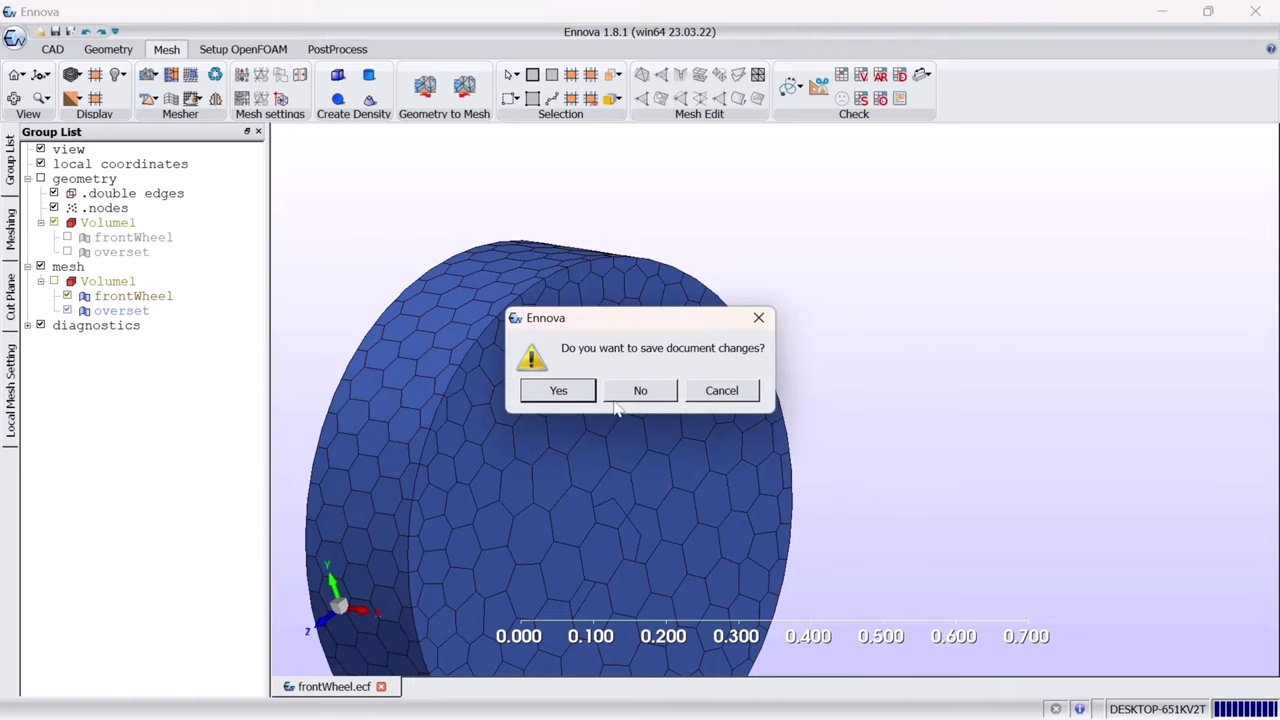 Ennova
Ennova 1.8.1 (win64 23.03.22)
CAD
Geometry
Mesh
Setup OpenFOAM
PostProcess
View
Display
Mesher
Mesh settings
Create Density
Geometry to Mesh
Selection
Mesh Edit
Check
Group List
Meshing
Cut Plane
Local Mesh Setting
Group List
view
local coordinates
geometry
.double edges
.nodes
Volume1
frontWheel
overset
mesh
Volume1
frontWheel
overset
diagnostics
Ennova
Do you want to save document changes?
Yes
No
Cancel
Y
X
Z
0.000 0.100 0.200 0.300 0.400 0.500 0.600 0.700
frontWheel.ecf
DESKTOP-651KV2T